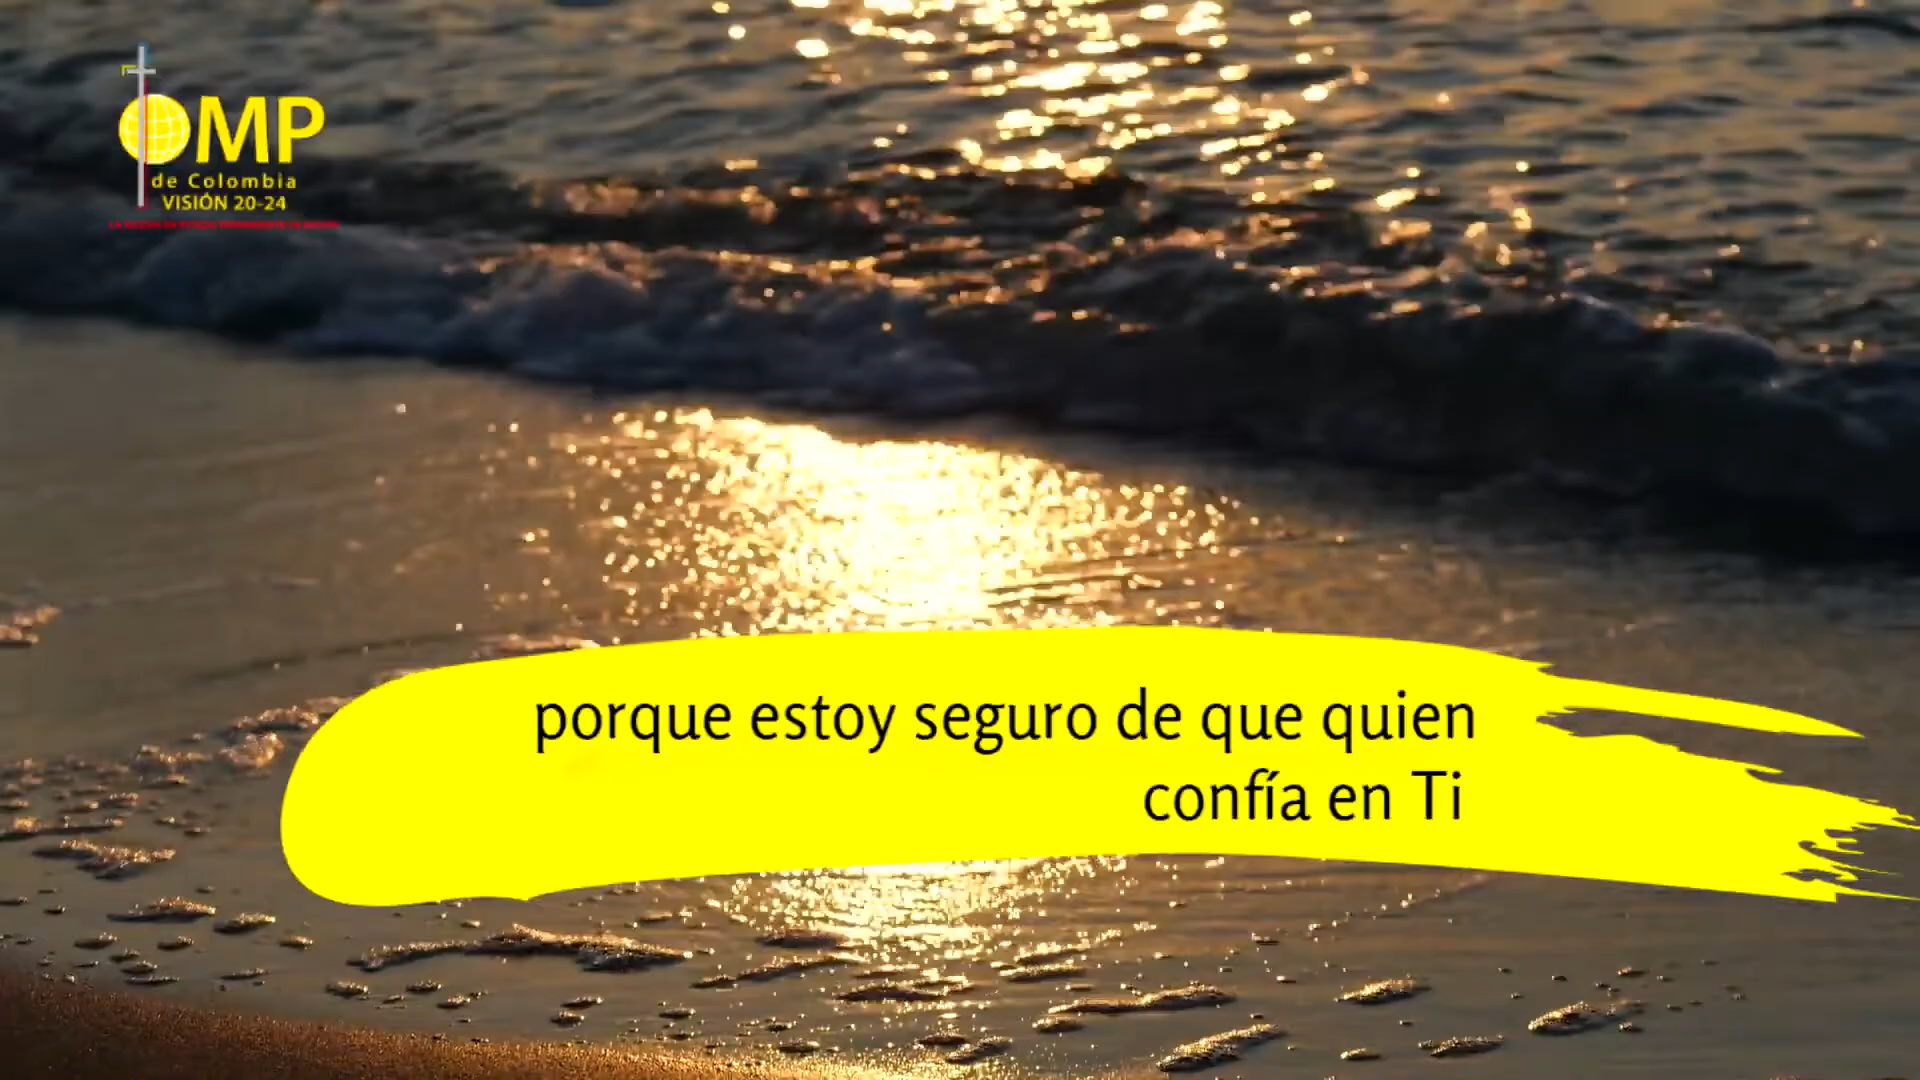 OMP
de Colombia
VISIÓN 20-24
porque estoy seguro de que quien
confía en Ti